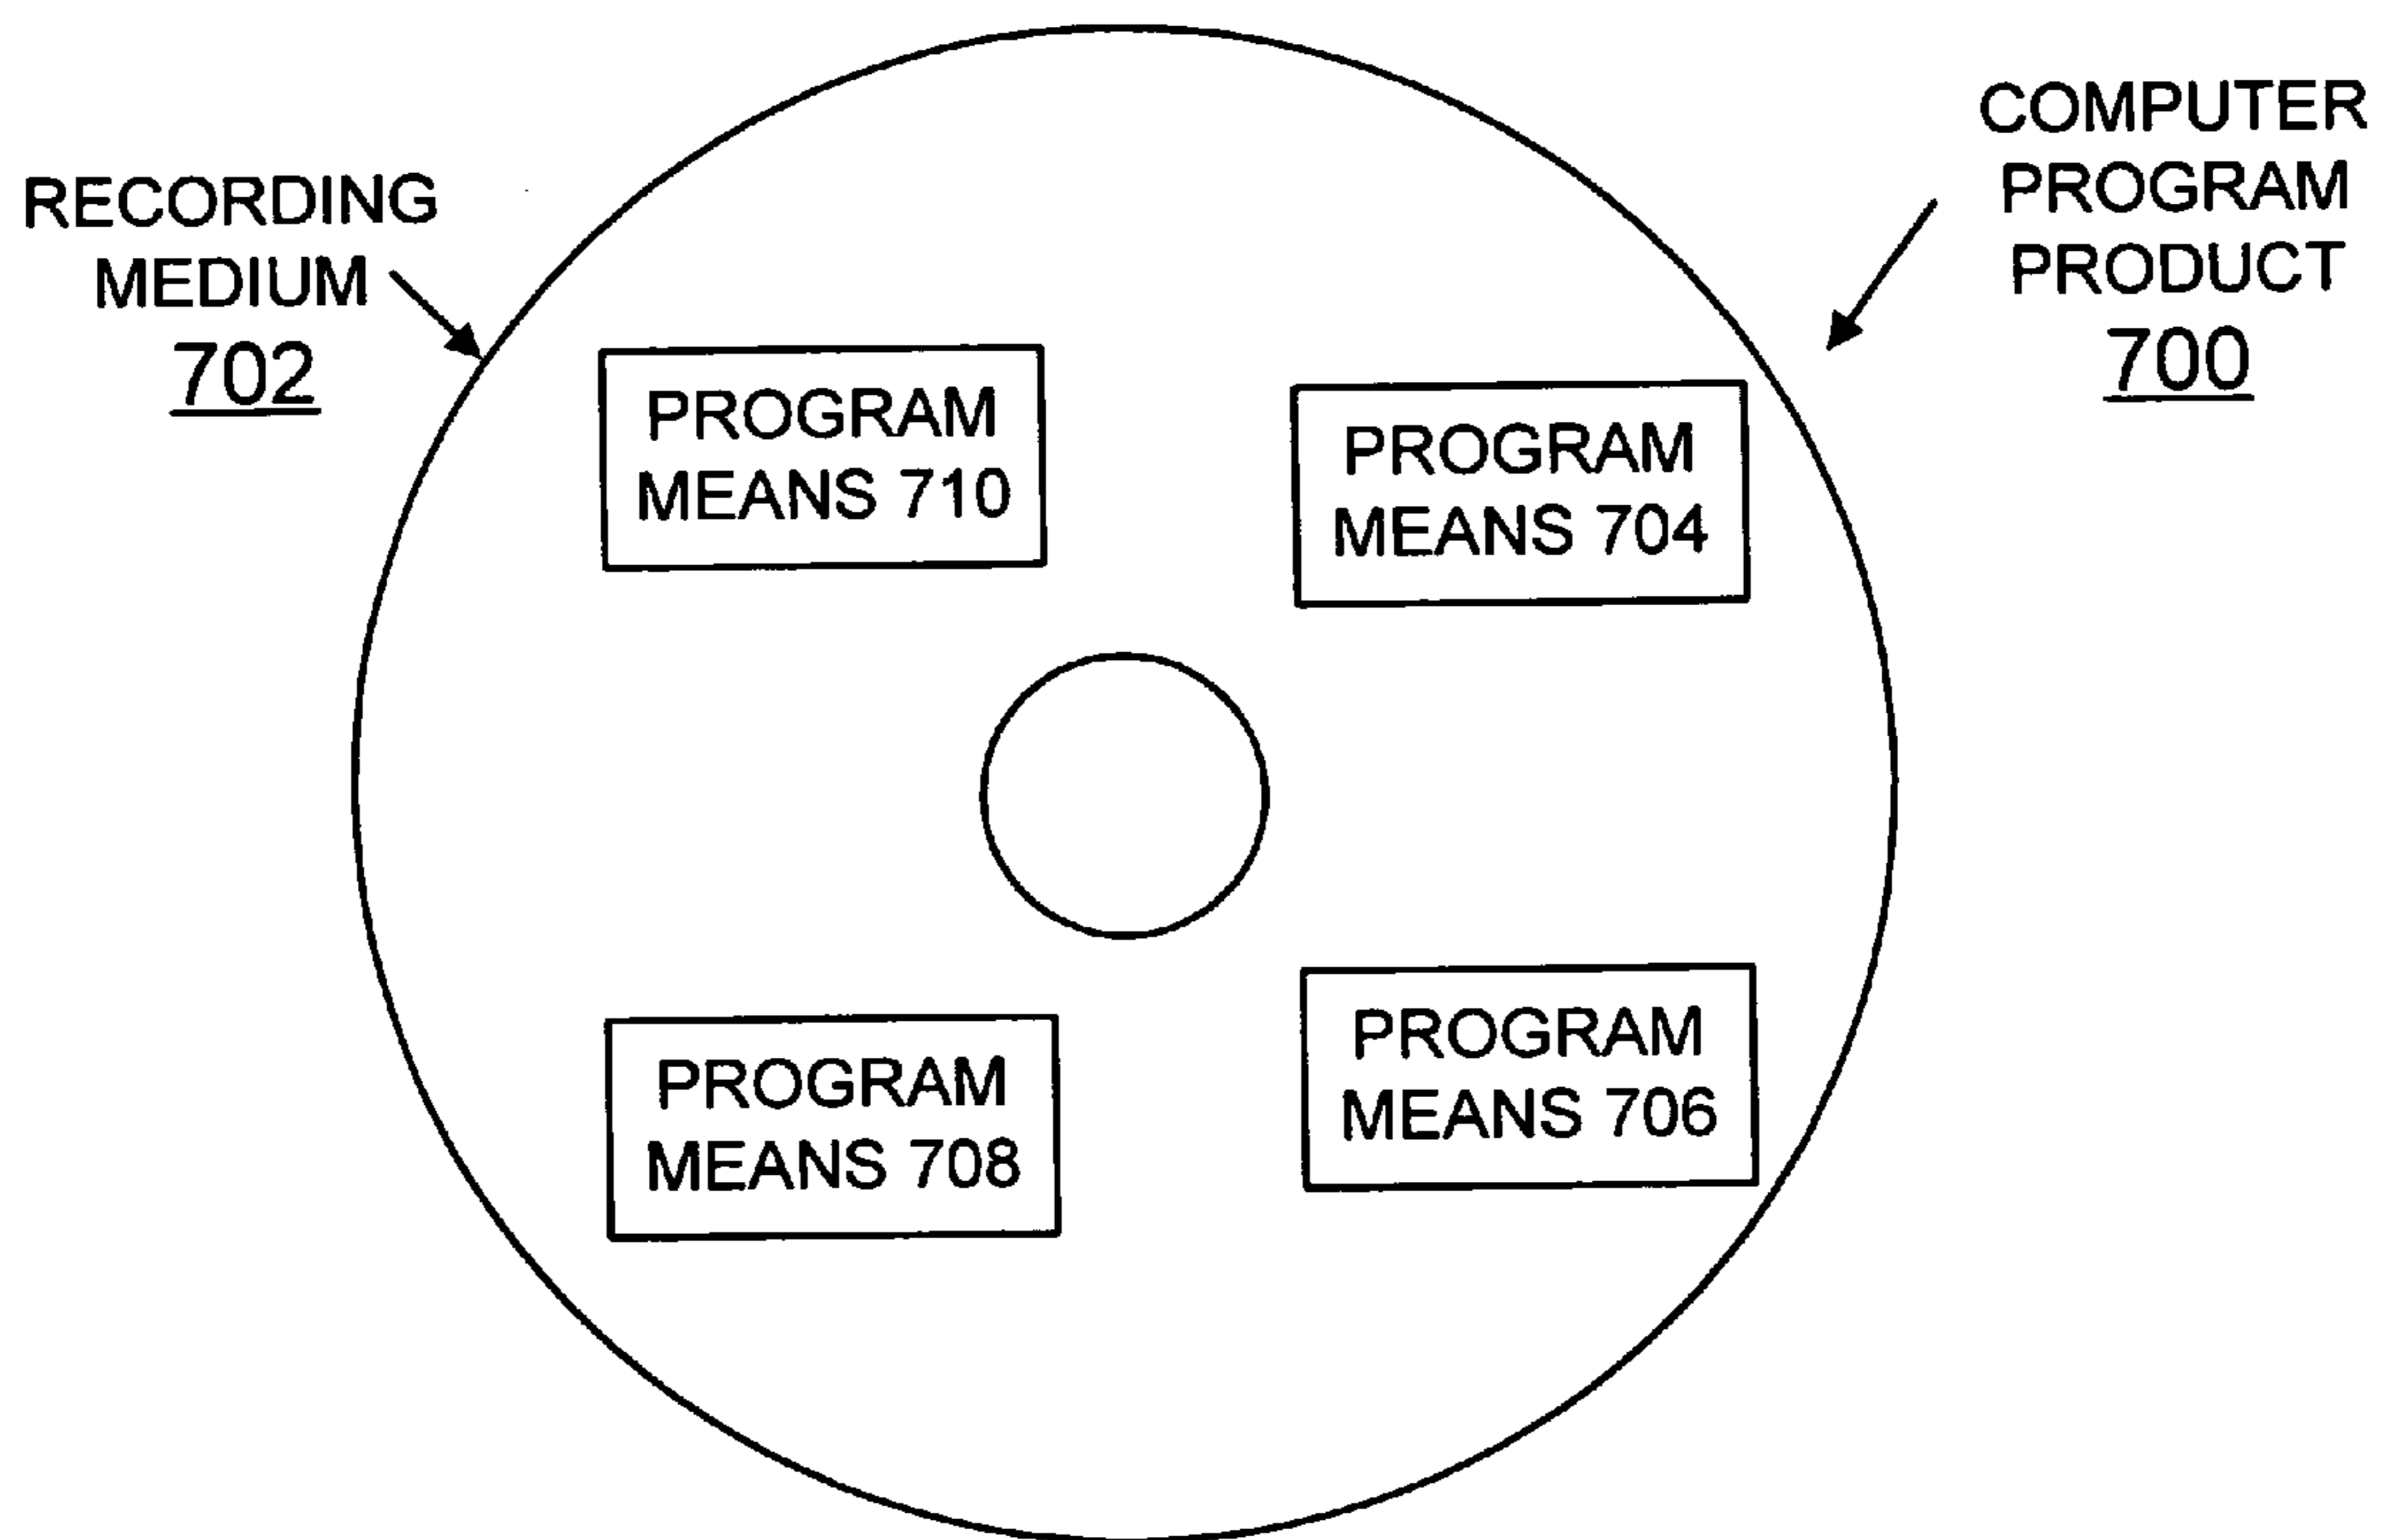 RECORDING
MEDIUM
702
COMPUTER
PROGRAM
PRODUCT
700
PROGRAM
MEANS 710
PROGRAM
MEANS 704
PROGRAM
MEANS 708
PROGRAM
MEANS 706